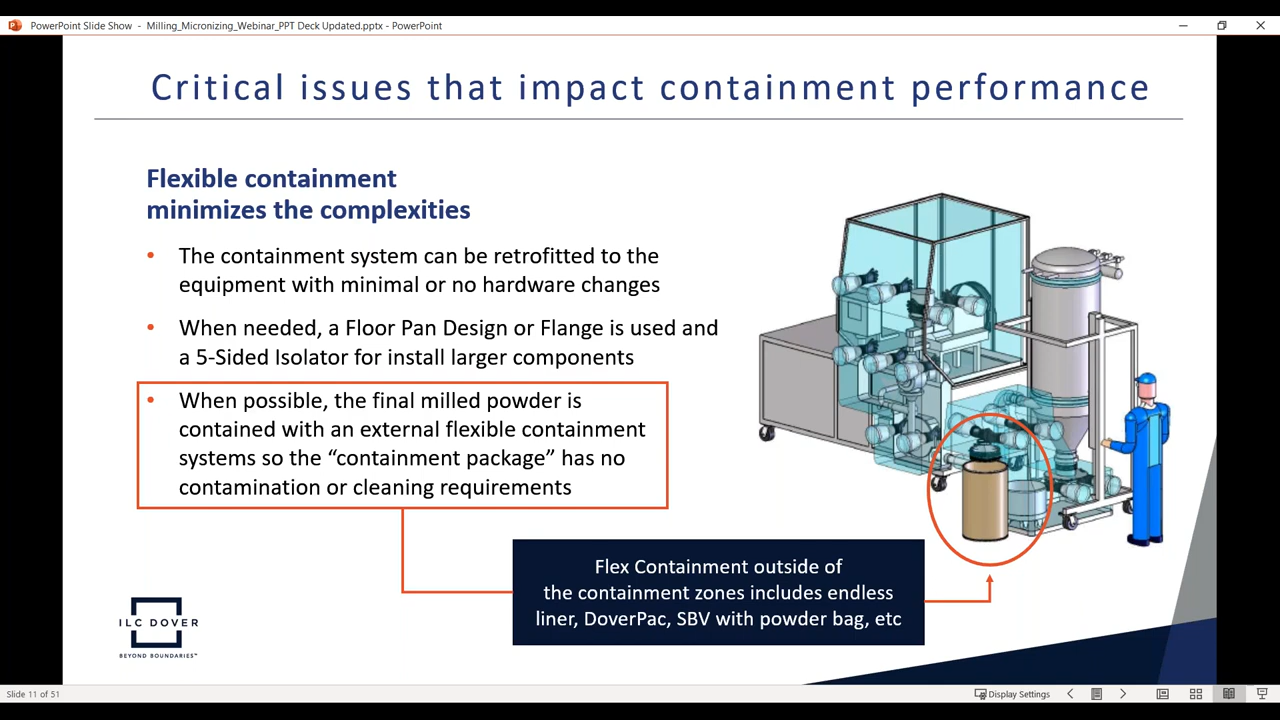 PowerPoint Slide Show - Milling_Micronizing_Webinar_PPT Deck Updated.pptx - PowerPoint
Critical issues that impact containment performance
Flexible containment
minimizes the complexities
• The containment system can be retrofitted to the
equipment with minimal or no hardware changes
• When needed, a Floor Pan Design or Flange is used and
a 5-Sided Isolator for install larger components
• When possible, the final milled powder is
contained with an external flexible containment
systems so the “containment package” has no
contamination or cleaning requirements
Flex Containment outside of
the containment zones includes endless
liner, DoverPac, SBV with powder bag, etc
ILC DOVER
BEYOND BOUNDARIES™
Slide 11 of 51
Display Settings